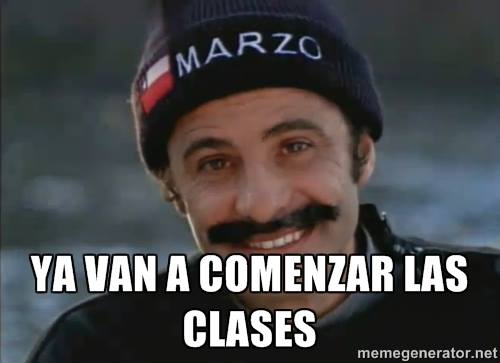 MARZO
YA VAN A COMENZAR LAS
CLASES
memegenerator.net